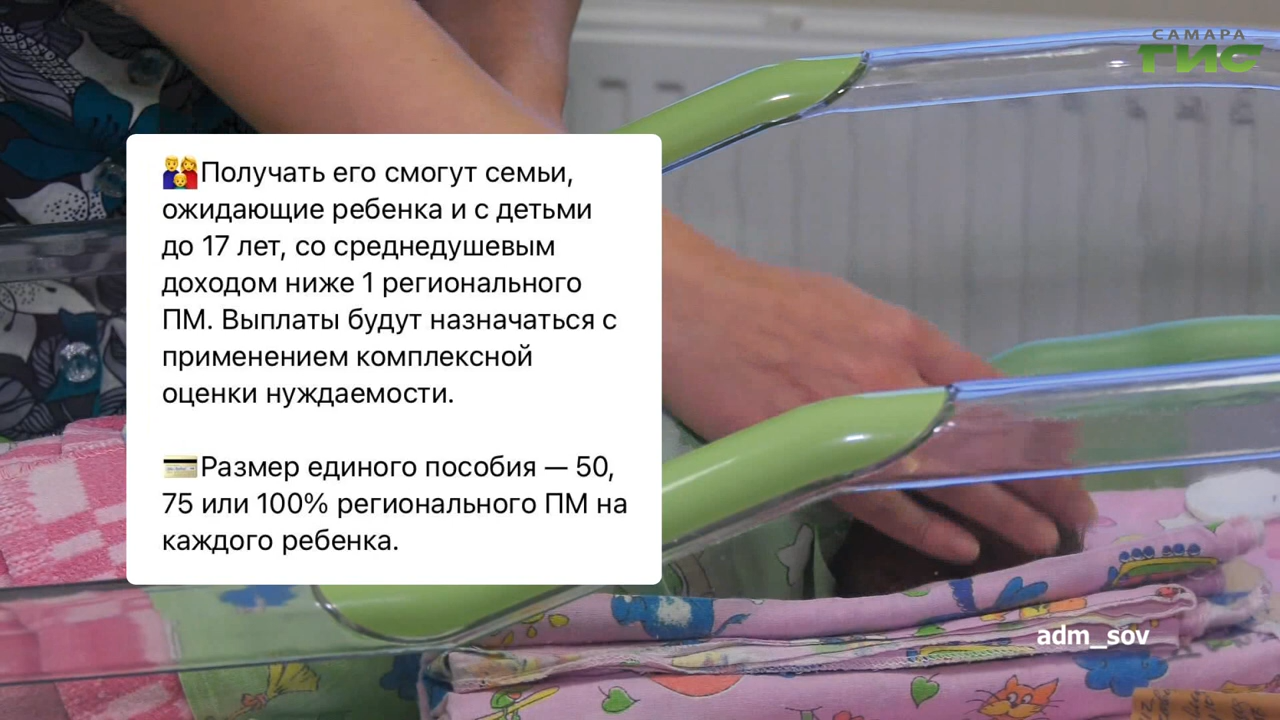 САМАРА
ГИС
Получать его смогут семьи,
ожидающие ребенка и с детьми
до 17 лет, со среднедушевым
доходом ниже 1 регионального
ПМ. Выплаты будут назначаться с
применением комплексной
оценки нуждаемости.
Размер единого пособия — 50,
75 или 100% регионального ПМ на
каждого ребенка.
adm_sov